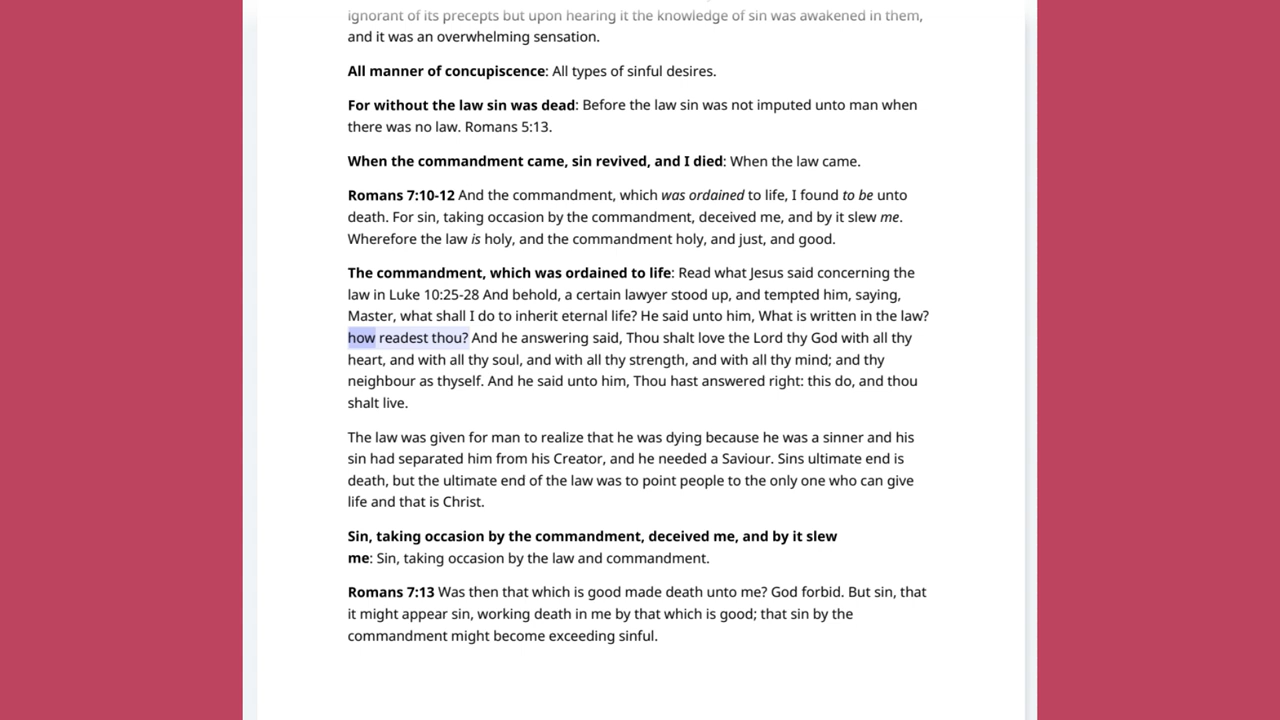 ignorant of its precepts but upon hearing it the knowledge of sin was awakened in them,
and it was an overwhelming sensation.
All manner of concupiscence: All types of sinful desires.
For without the law sin was dead: Before the law sin was not imputed unto man when
there was no law. Romans 5:13.
When the commandment came, sin revived, and I died: When the law came.
Romans 7:10-12 And the commandment, which was ordained to life, I found to be unto
death. For sin, taking occasion by the commandment, deceived me, and by it slew me.
Wherefore the law is holy, and the commandment holy, and just, and good.
The commandment, which was ordained to life: Read what Jesus said concerning the
law in Luke 10:25-28 And behold, a certain lawyer stood up, and tempted him, saying,
Master, what shall I do to inherit eternal life? He said unto him, What is written in the law?
how readest thou? And he answering said, Thou shalt love the Lord thy God with all thy
heart, and with all thy soul, and with all thy strength, and with all thy mind; and thy
neighbour as thyself. And he said unto him, Thou hast answered right: this do, and thou
shalt live.
The law was given for man to realize that he was dying because he was a sinner and his
sin had separated him from his Creator, and he needed a Saviour. Sins ultimate end is
death, but the ultimate end of the law was to point people to the only one who can give
life and that is Christ.
Sin, taking occasion by the commandment, deceived me, and by it slew
me: Sin, taking occasion by the law and commandment.
Romans 7:13 Was then that which is good made death unto me? God forbid. But sin, that
it might appear sin, working death in me by that which is good; that sin by the
commandment might become exceeding sinful.